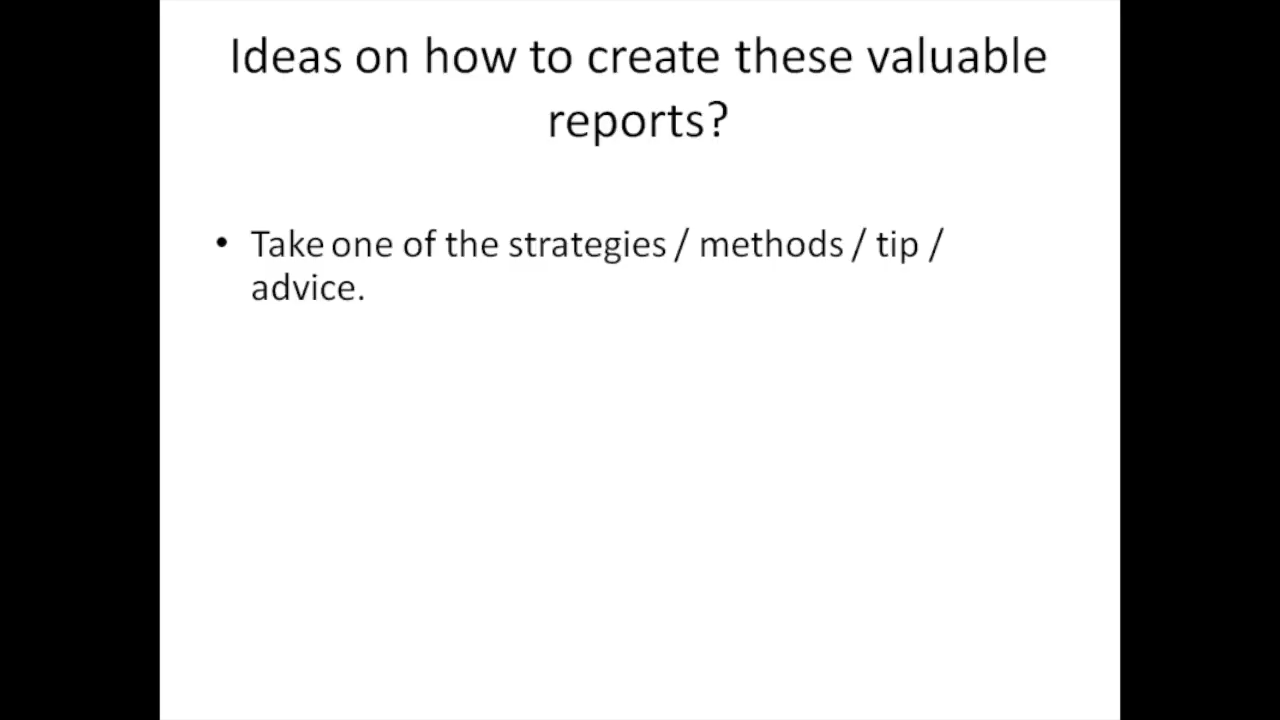 Ideas on how to create these valuable
reports?
• Take one of the strategies / methods / tip /
advice.